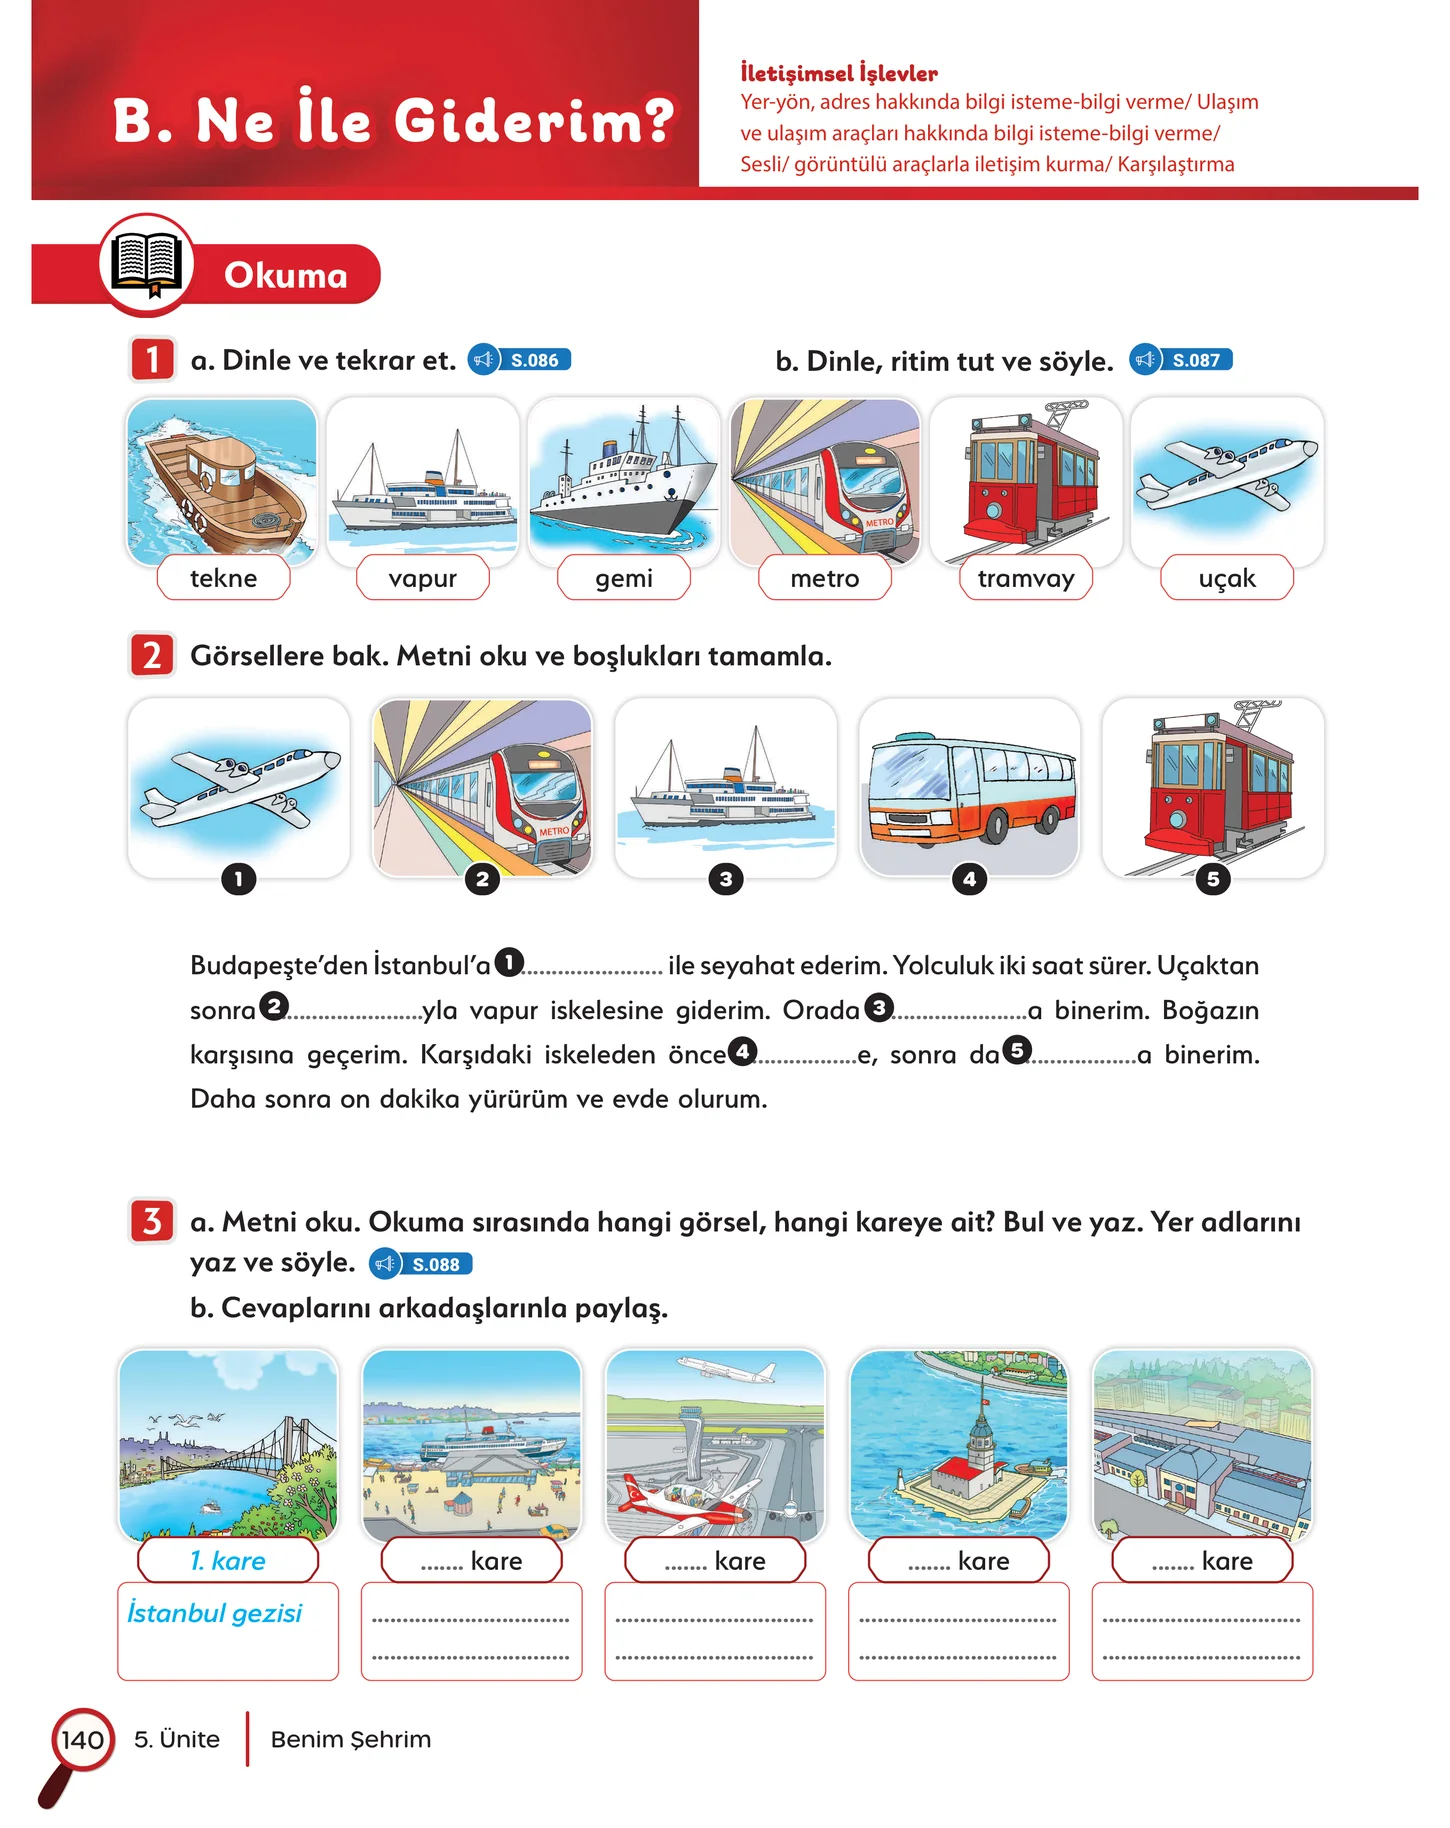 B. Ne İle Giderim?
İletişimsel İşlevler
Yer-yön, adres hakkında bilgi isteme-bilgi verme/ Ulaşım
ve ulaşım araçları hakkında bilgi isteme-bilgi verme/
Sesli/ görüntülü araçlarla iletişim kurma/ Karşılaştırma
Okuma
1 a. Dinle ve tekrar et. S.086 b. Dinle, ritim tut ve söyle. S.087
METRO
tekne vapur gemi metro tramvay uçak
2 Görsellere bak. Metni oku ve boşlukları tamamla.
METRO
1 2 3 4 5
Budapeşte’den İstanbul’a 1 ....................... ile seyahat ederim. Yolculuk iki saat sürer. Uçaktan
sonra 2 .......................yla vapur iskelesine giderim. Orada 3 ......................a binerim. Boğazın
karşısına geçerim. Karşıdaki iskeleden önce 4 .................e, sonra da 5 .................a binerim.
Daha sonra on dakika yürürüm ve evde olurum.
3 a. Metni oku. Okuma sırasında hangi görsel, hangi kareye ait? Bul ve yaz. Yer adlarını
yaz ve söyle. S.088
b. Cevaplarını arkadaşlarınla paylaş.
1. kare ....... kare ....... kare ....... kare ....... kare
İstanbul gezisi ................................ ................................ ................................ ................................
................................ ................................ ................................ ................................
140 5. Ünite Benim Şehrim